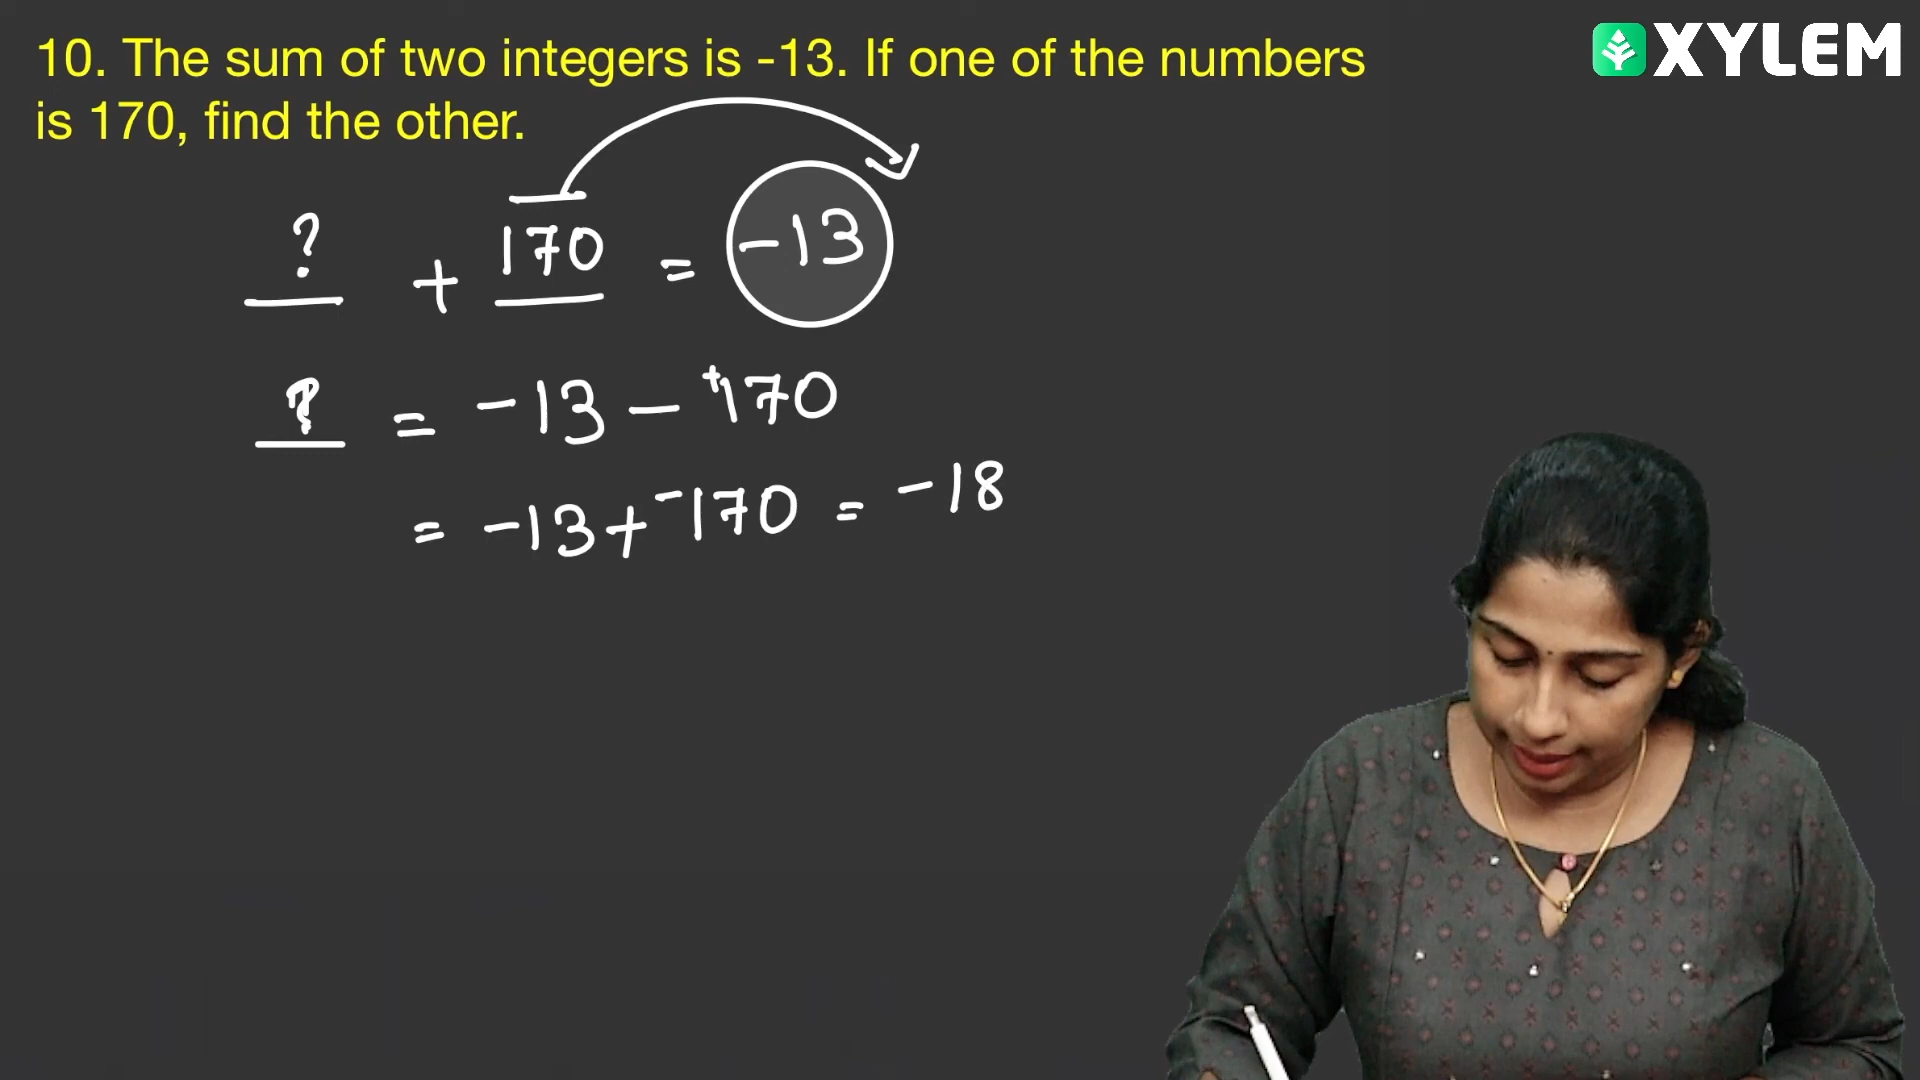 10. The sum of two integers is -13. If one of the numbers
is 170, find the other.
XYLEM
? + 170 = -13
? = -13 - +170
= -13 + -170 = -18